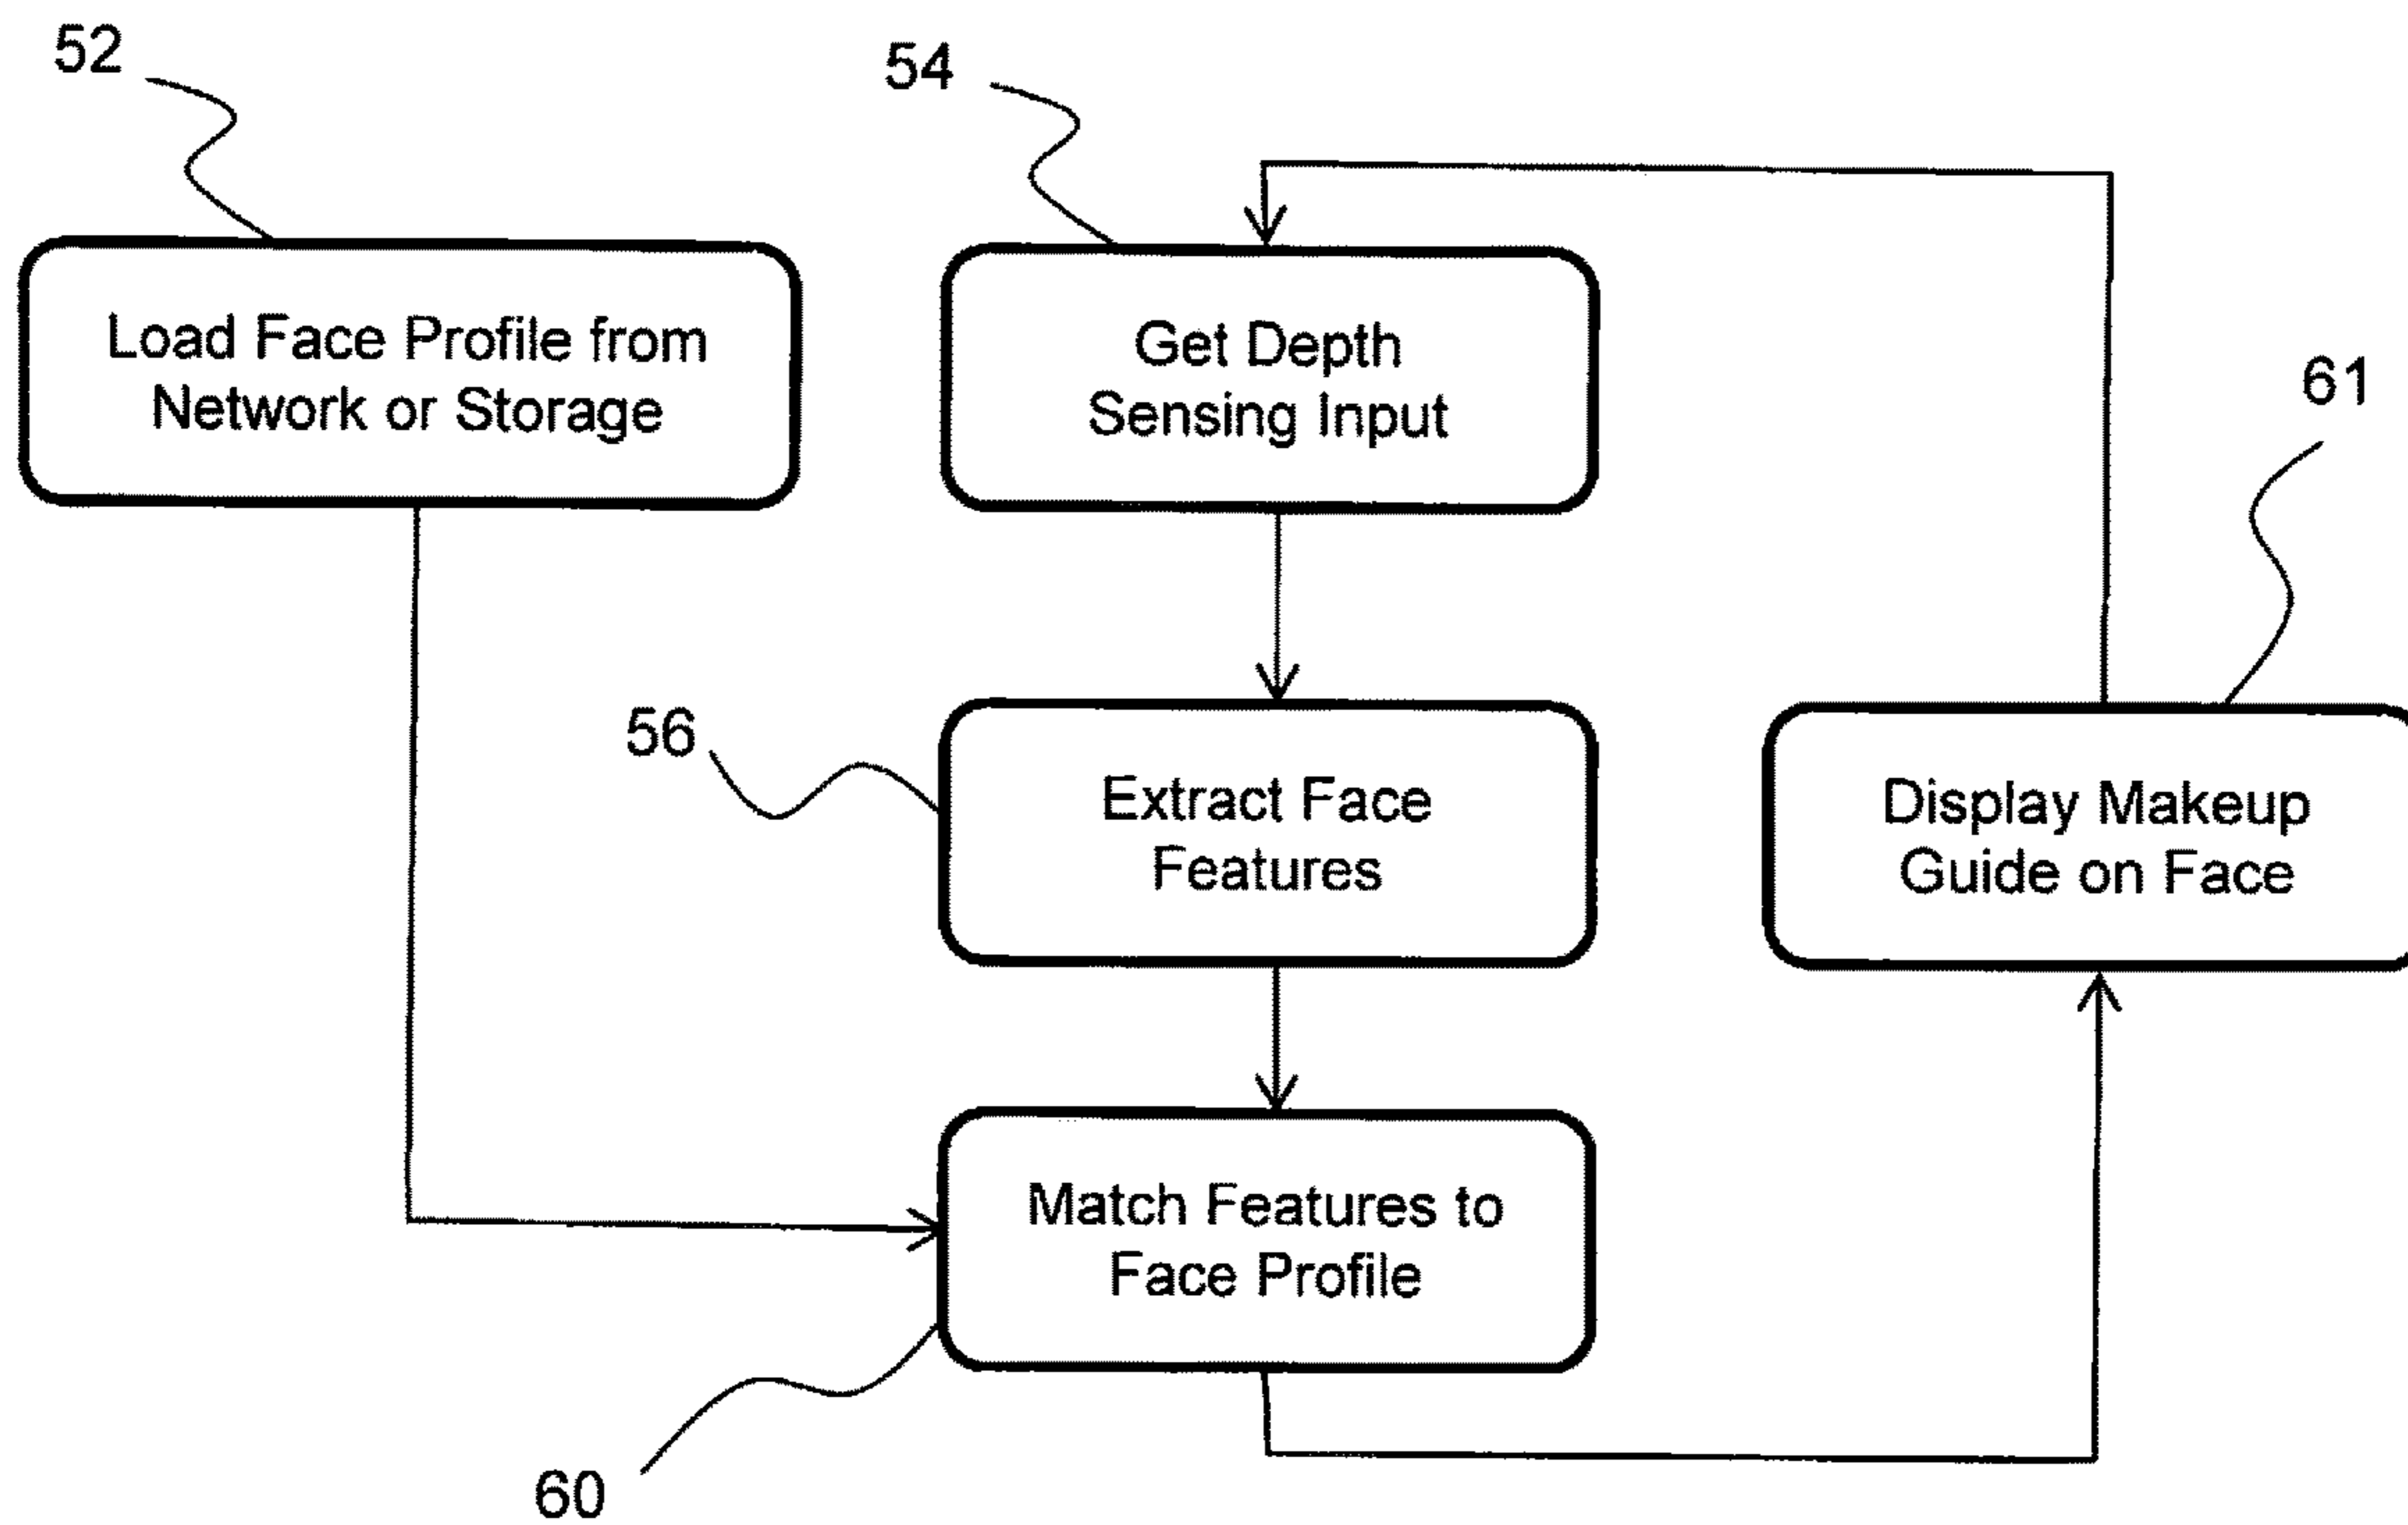 52
54
Load Face Profile from
Network or Storage
Get Depth
Sensing Input
61
56
Extract Face
Features
Display Makeup
Guide on Face
Match Features to
Face Profile
60